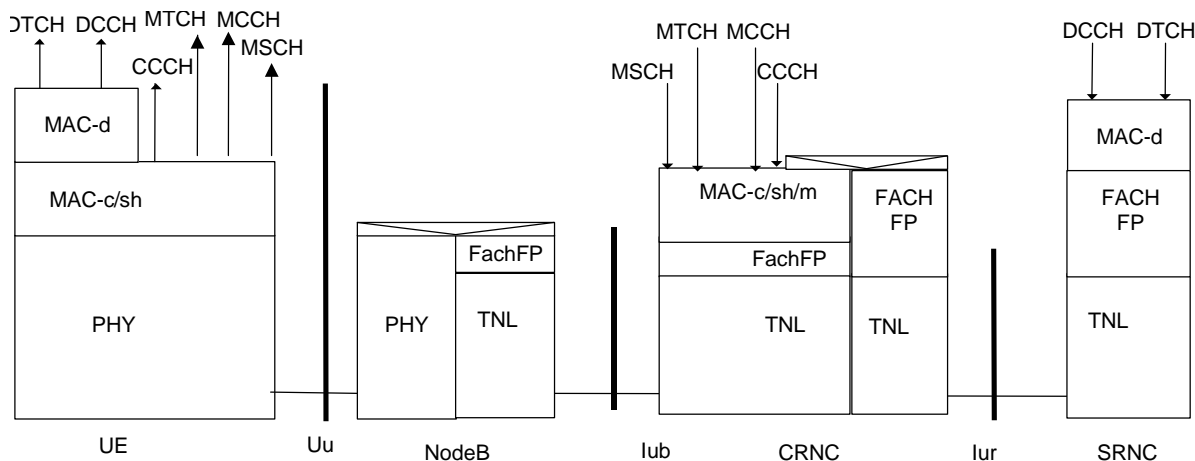 DTCH DCCH MTCH MCCH
MSCH
CCCH
MAC-d
MAC-c/sh
PHY
UE
Uu
FachFP
PHY
TNL
NodeB
Iub
MTCH MCCH
MSCH
CCCH
MAC-c/sh/m
FACH
FP
FachFP
TNL
TNL
CRNC
Iur
DCCH DTCH
MAC-d
FACH
FP
TNL
SRNC